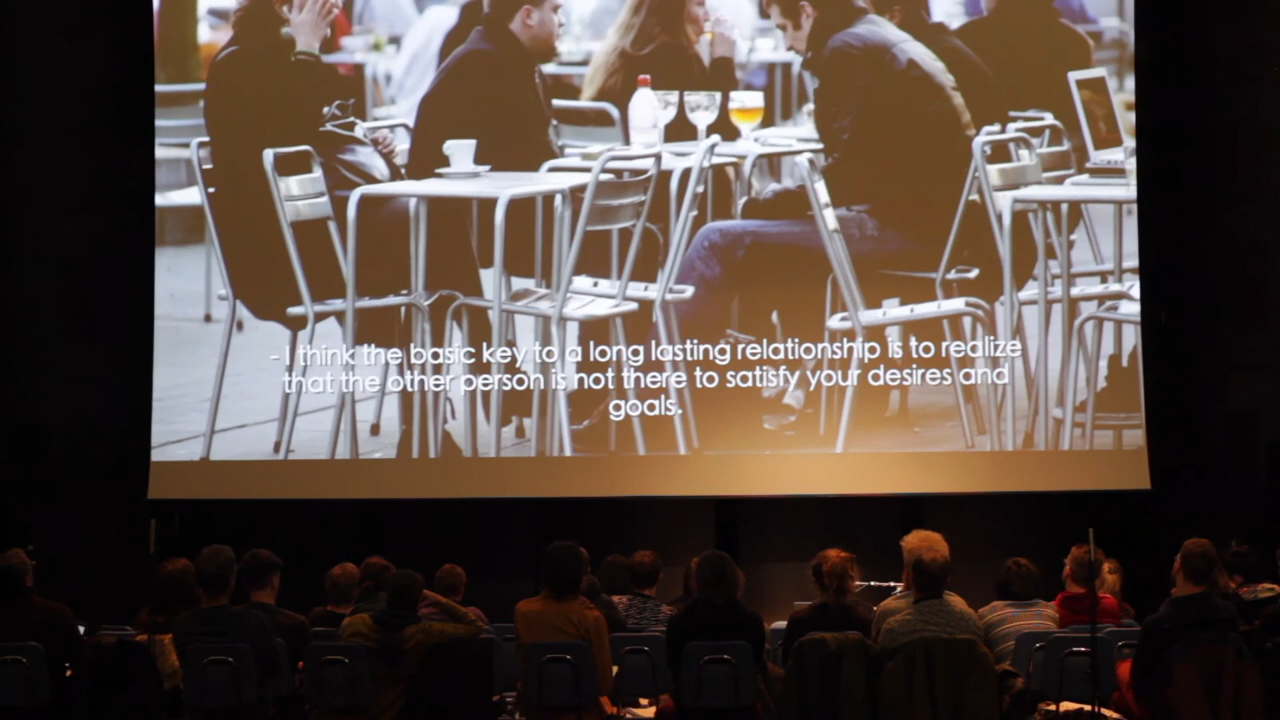 - I think the basic key to a long lasting relationship is to realize
that the other person is not there to satisfy your desires and
goals.